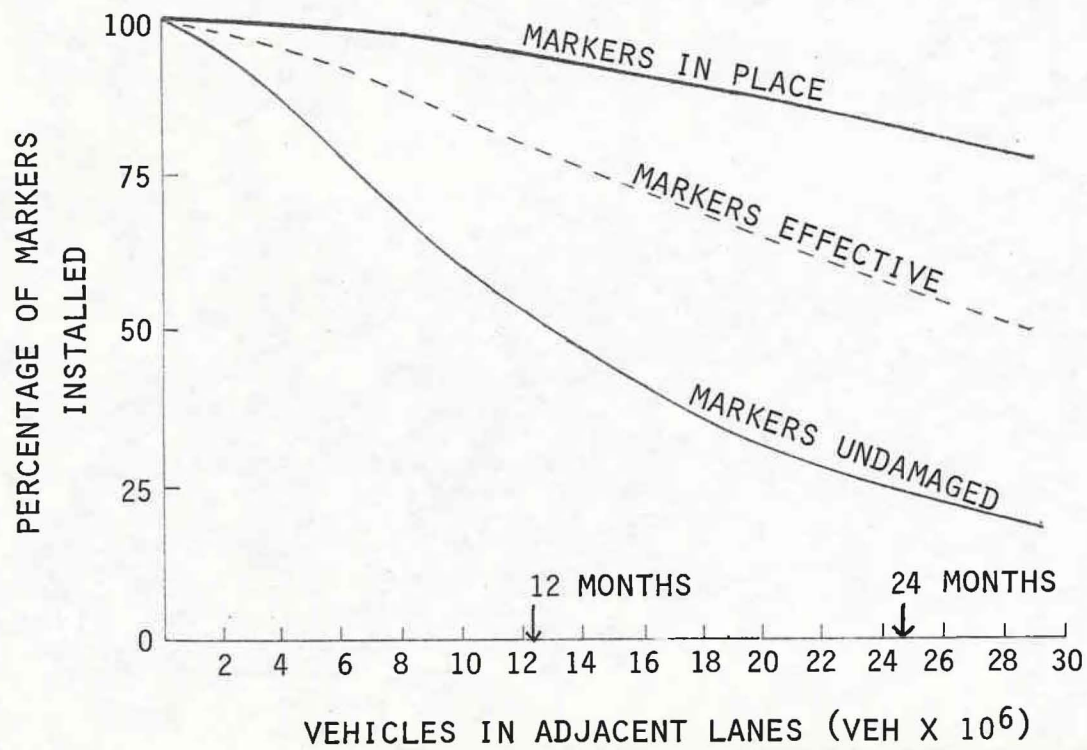 100
75
50
25
0
PERCENTAGE OF MARKERS
INSTALLED
MARKERS IN PLACE
MARKERS EFFECTIVE
MARKERS UNDAMAGED
12 MONTHS
24 MONTHS
2 4 6 8 10 12 14 16 18 20 22 24 26 28 30
VEHICLES IN ADJACENT LANES (VEH X 10⁶)